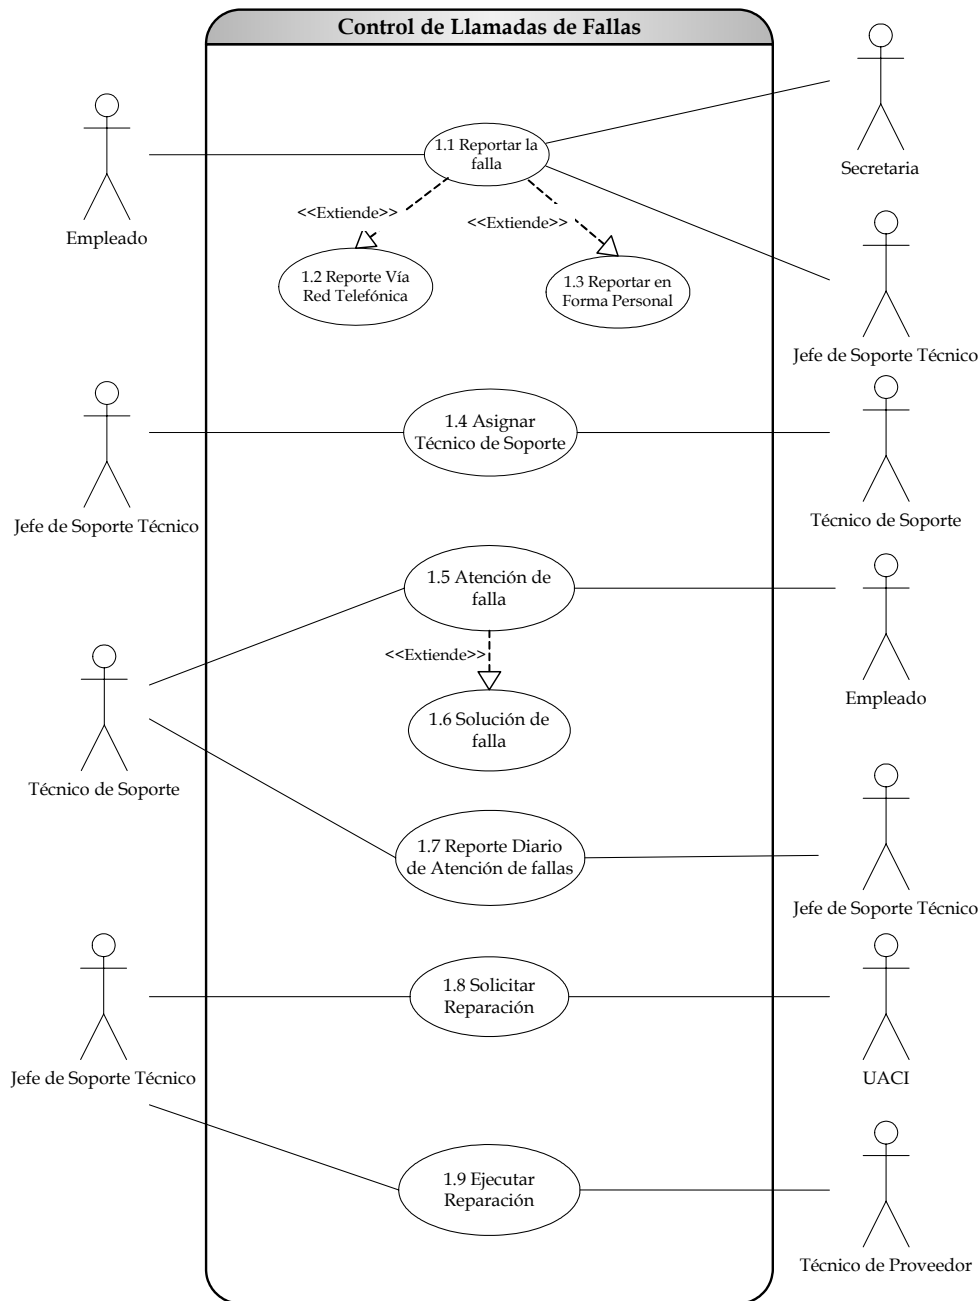 Control de Llamadas de Fallas
Empleado
1.1 Reportar la
falla
Secretaria
<<Extiende>>
<<Extiende>>
1.2 Reporte Vía
Red Telefónica
1.3 Reportar en
Forma Personal
Jefe de Soporte Técnico
Jefe de Soporte Técnico
1.4 Asignar
Técnico de Soporte
Técnico de Soporte
1.5 Atención de
falla
Empleado
<<Extiende>>
1.6 Solución de
falla
Técnico de Soporte
1.7 Reporte Diario
de Atención de fallas
Jefe de Soporte Técnico
Jefe de Soporte Técnico
1.8 Solicitar
Reparación
UACI
1.9 Ejecutar
Reparación
Técnico de Proveedor